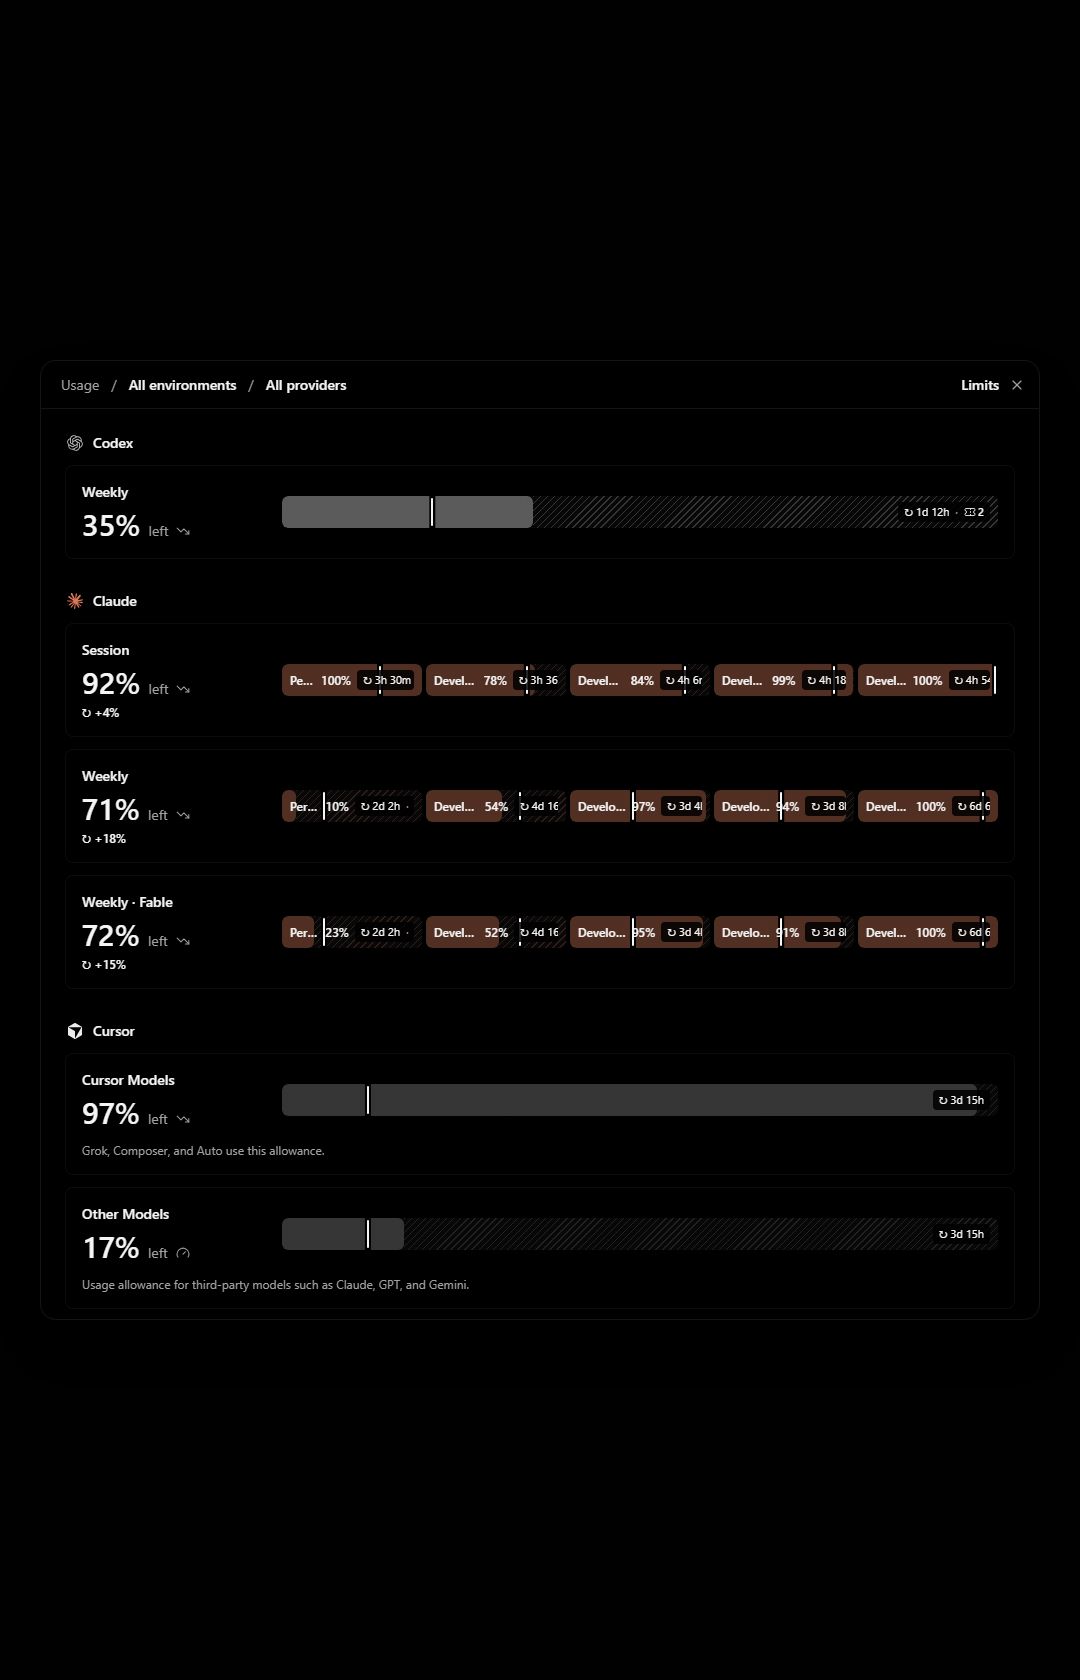 Usage / All environments / All providers
Limits ×
Codex
Weekly
35% left
↻ 1d 12h · 2
Claude
Session
92% left
↻ +4%
Pe... 100% ↻ 3h 30m
Devel... 78% ↻ 3h 36
Devel... 84% ↻ 4h 6
Devel... 99% ↻ 4h 18
Devel... 100% ↻ 4h 54
Weekly
71% left
↻ +18%
Per... 10% ↻ 2d 2h ·
Devel... 54% ↻ 4d 16
Develo... 97% ↻ 3d 4
Develo... 94% ↻ 3d 8
Devel... 100% ↻ 6d 6
Weekly · Fable
72% left
↻ +15%
Per... 23% ↻ 2d 2h ·
Devel... 52% ↻ 4d 16
Develo... 95% ↻ 3d 4
Develo... 91% ↻ 3d 8
Devel... 100% ↻ 6d 6
Cursor
Cursor Models
97% left
↻ 3d 15h
Grok, Composer, and Auto use this allowance.
Other Models
17% left
↻ 3d 15h
Usage allowance for third-party models such as Claude, GPT, and Gemini.